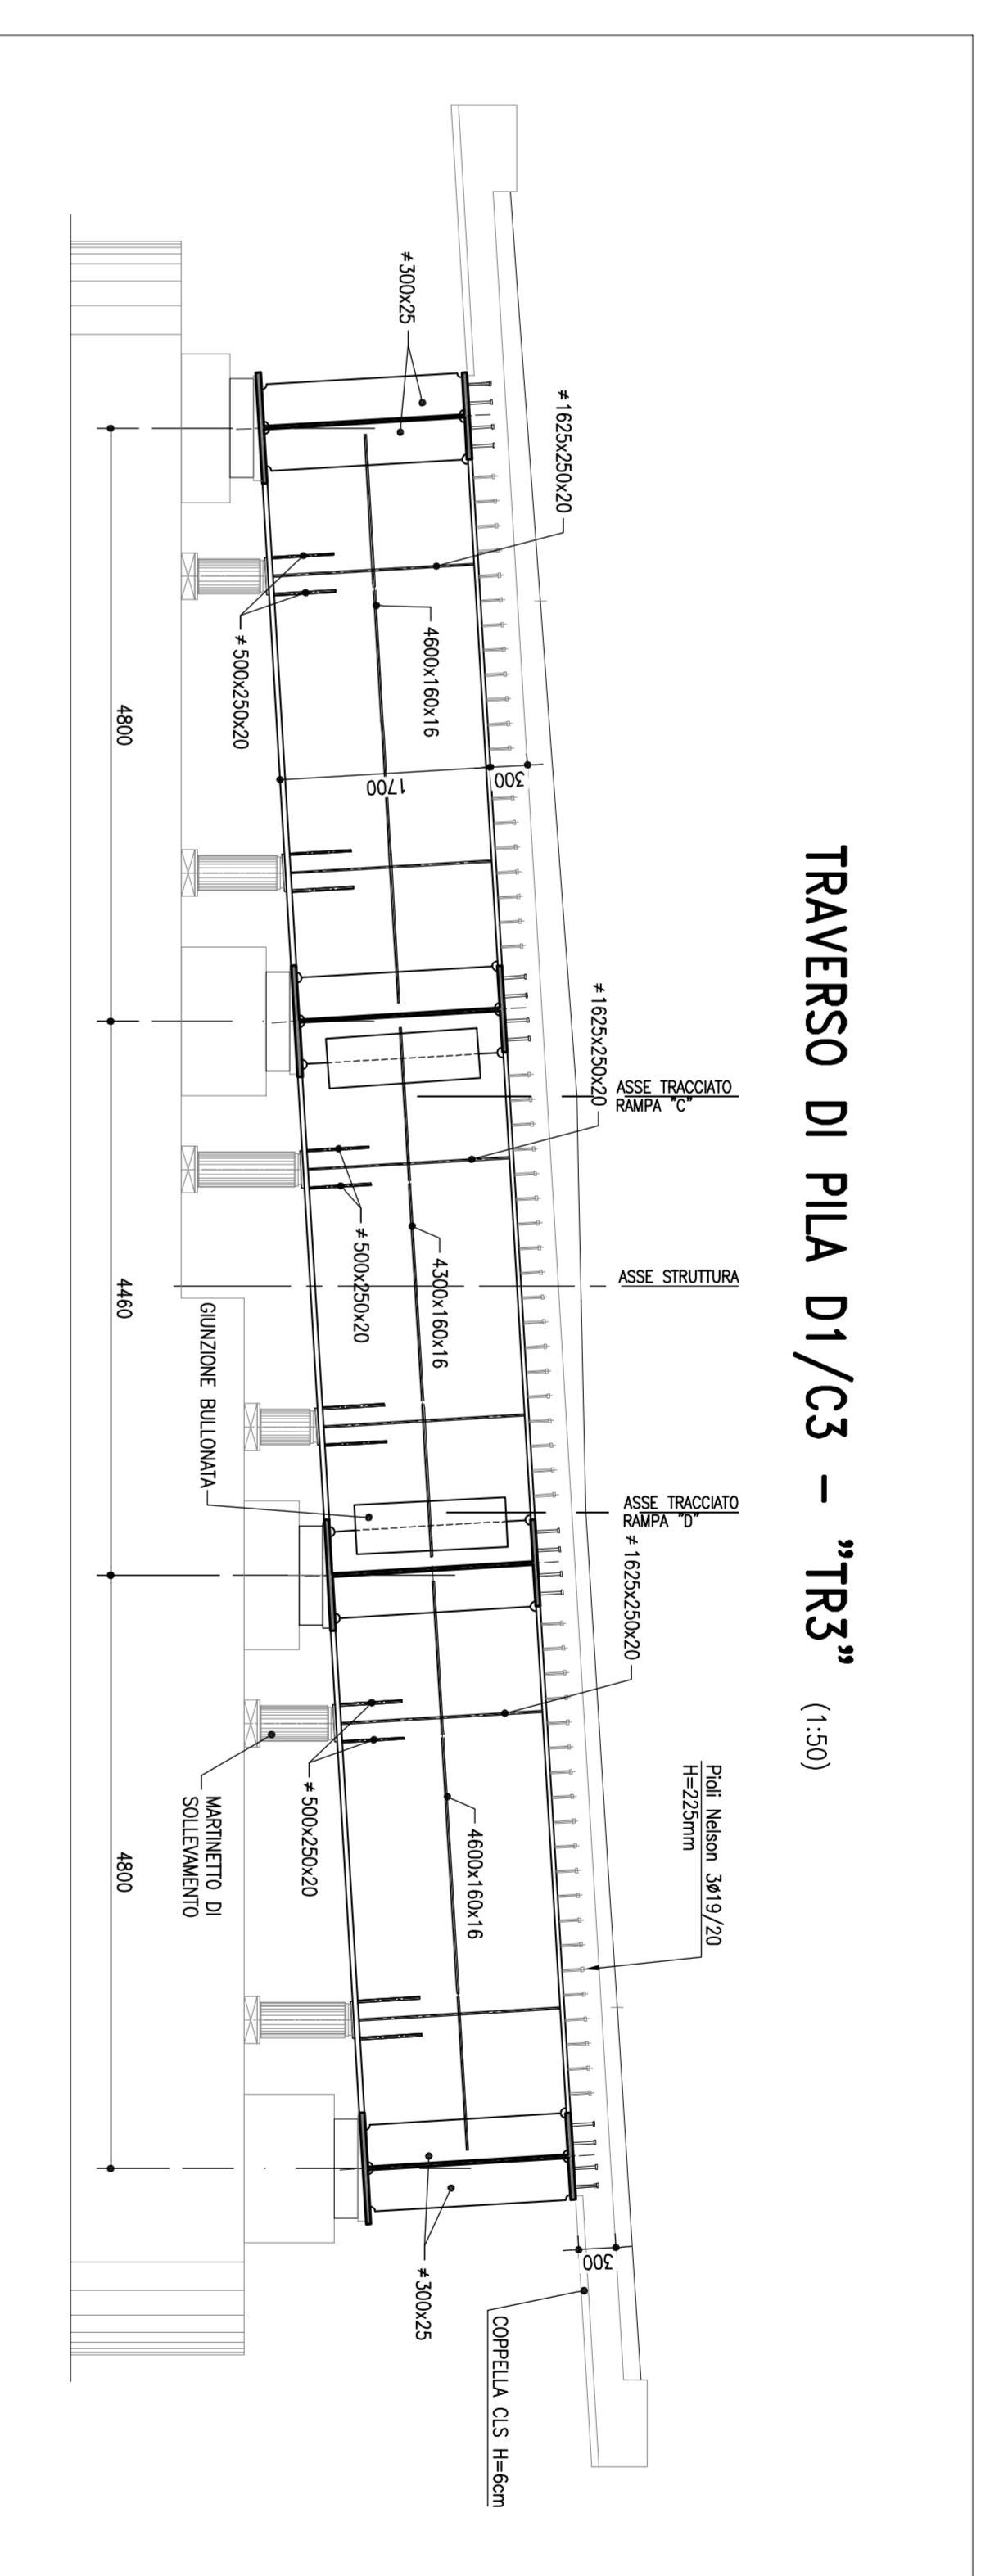 TRAVERSO DI PILA D1/C3 - "TR3" (1:50)
Pioli Nelson 3ø19/20
H=225mm
ASSE TRACCIATO
RAMPA "C"
ASSE STRUTTURA
ASSE TRACCIATO
RAMPA "D"
≠1625x250x20
≠1625x250x20
≠1625x250x20
≠300x25
4600x160x16
300
1700
4300x160x16
4600x160x16
300
≠500x250x20
≠500x250x20
≠500x250x20
≠300x25
COPPELLA CLS H=6cm
GIUNZIONE BULLONATA
MARTINETTO DI
SOLLEVAMENTO
4800
4460
4800